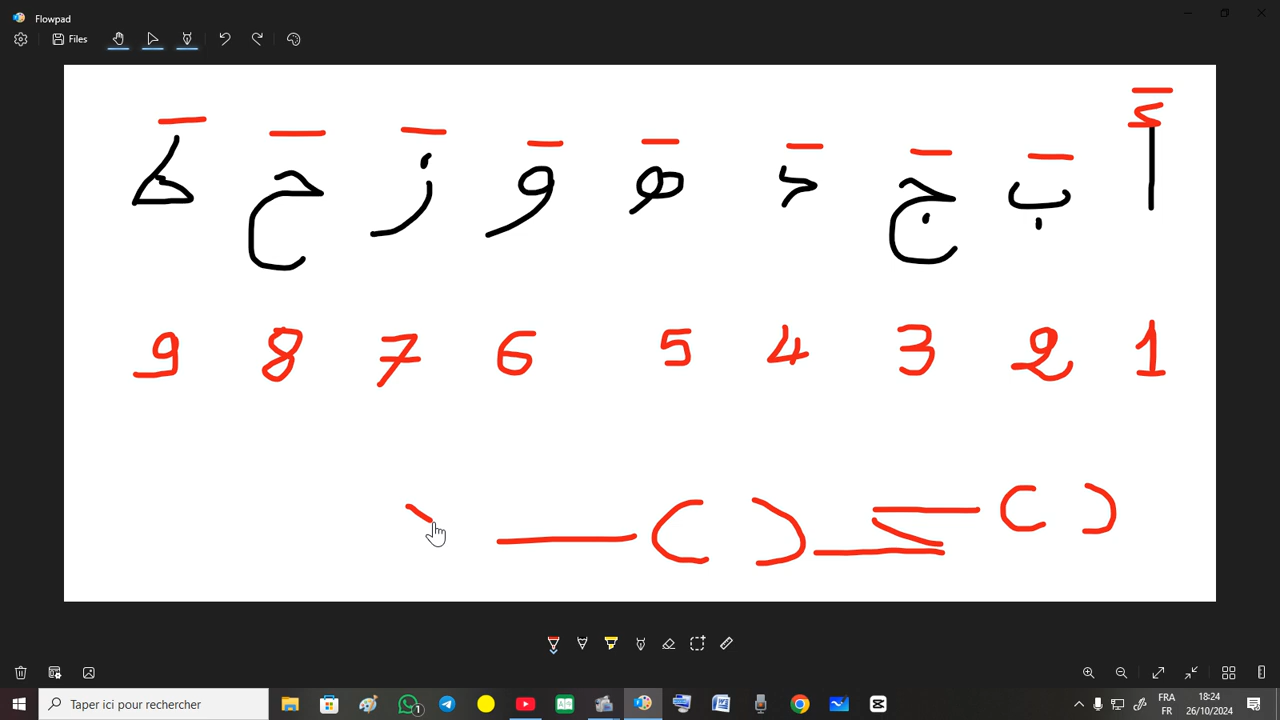 Flowpad
Files
أ ب ج د ه و ز ح ط
9 8 7 6 5 4 3 2 1
Taper ici pour rechercher
1
FRA
FR
18:24
26/10/2024